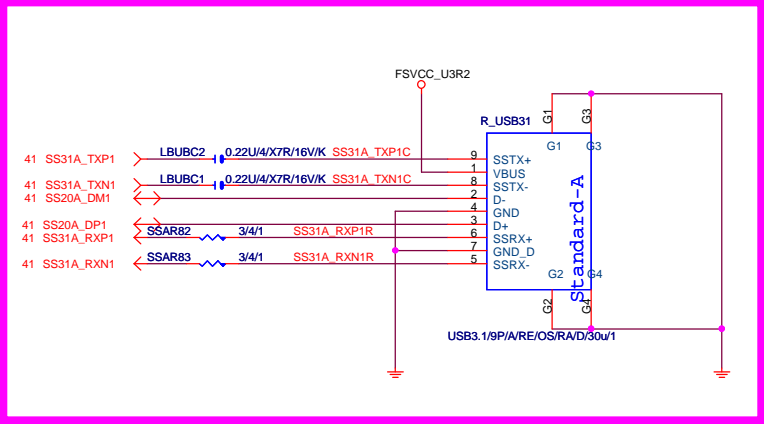 FSVCC_U3R2
R_USB31
G1 G3
G1 G3
41 SS31A_TXP1 LBUBC2 0.22U/4/X7R/16V/K SS31A_TXP1C 9 SSTX+
1 VBUS
41 SS31A_TXN1 LBUBC1 0.22U/4/X7R/16V/K SS31A_TXN1C 8 SSTX-
41 SS20A_DM1 2 D-
4 GND
41 SS20A_DP1 3 D+
41 SS31A_RXP1 SSAR82 3/4/1 SS31A_RXP1R 6 SSRX+
7 GND_D
41 SS31A_RXN1 SSAR83 3/4/1 SS31A_RXN1R 5 SSRX-
Standard-A
G2 G4
G2 G4
USB3.1/9P/A/RE/OS/RA/D/30u/1